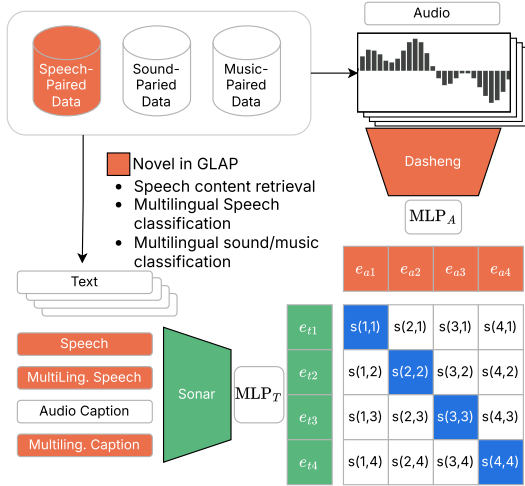 Audio
Speech-
Paired
Data
Sound-
Paried
Data
Music-
Paired
Data
Dasheng
Novel in GLAP
• Speech content retrieval
• Multilingual Speech
classification
• Multilingual sound/music
classification
MLP_A
e_a1 e_a2 e_a3 e_a4
Text
Speech
MultiLing. Speech
Audio Caption
Multiling. Caption
Sonar
MLP_T
e_t1 s(1,1) s(2,1) s(3,1) s(4,1)
e_t2 s(1,2) s(2,2) s(3,2) s(4,2)
e_t3 s(1,3) s(2,3) s(3,3) s(4,3)
e_t4 s(1,4) s(2,4) s(3,4) s(4,4)